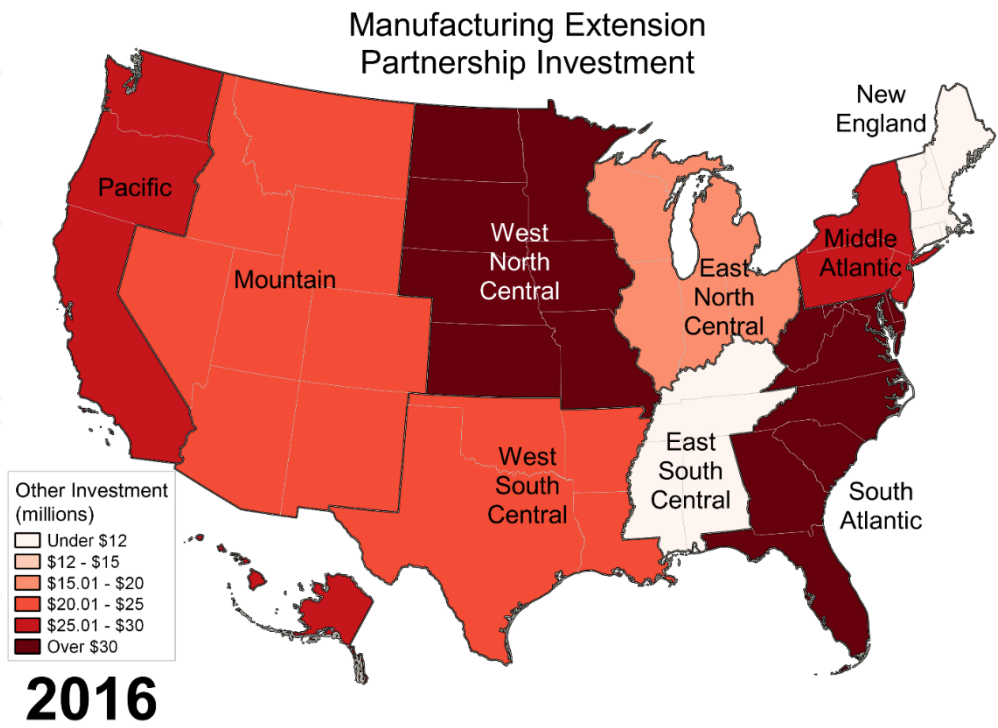 Manufacturing Extension
Partnership Investment
New
England
Pacific
West
North
Central
Middle
Atlantic
Mountain
East
North
Central
West
South
Central
East
South
Central
South
Atlantic
Other Investment
(millions)
Under $12
$12 - $15
$15.01 - $20
$20.01 - $25
$25.01 - $30
Over $30
2016